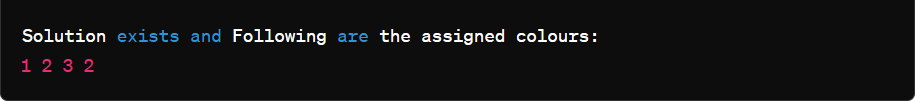 Solution exists and Following are the assigned colours:
1 2 3 2